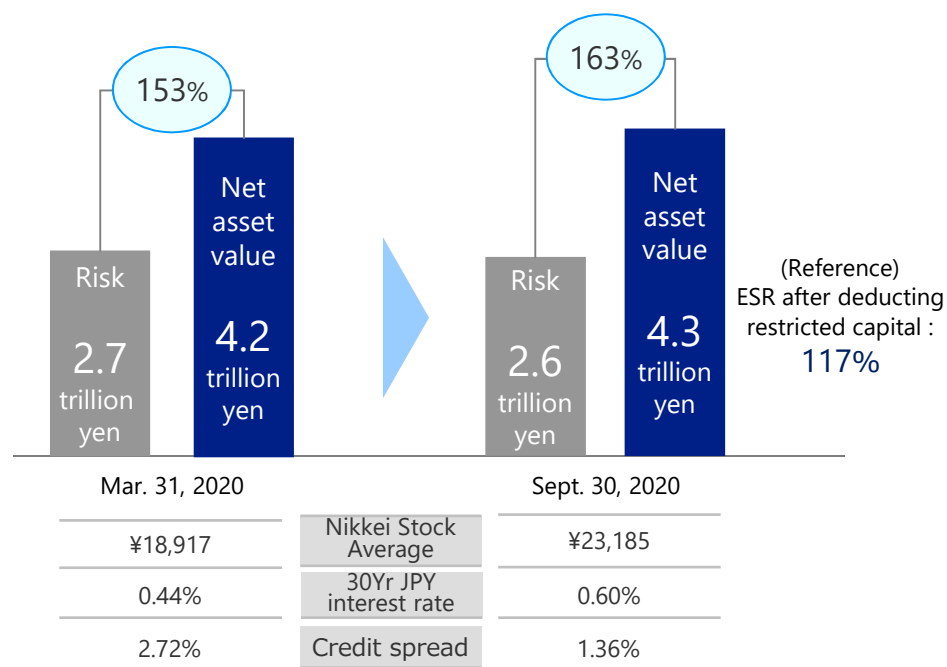 153%
163%
Risk
2.7
trillion
yen
Net
asset
value
4.2
trillion
yen
Risk
2.6
trillion
yen
Net
asset
value
4.3
trillion
yen
(Reference)
ESR after deducting
restricted capital :
117%
Mar. 31, 2020
Sept. 30, 2020
¥18,917
Nikkei Stock
Average
¥23,185
0.44%
30Yr JPY
interest rate
0.60%
2.72%
Credit spread
1.36%